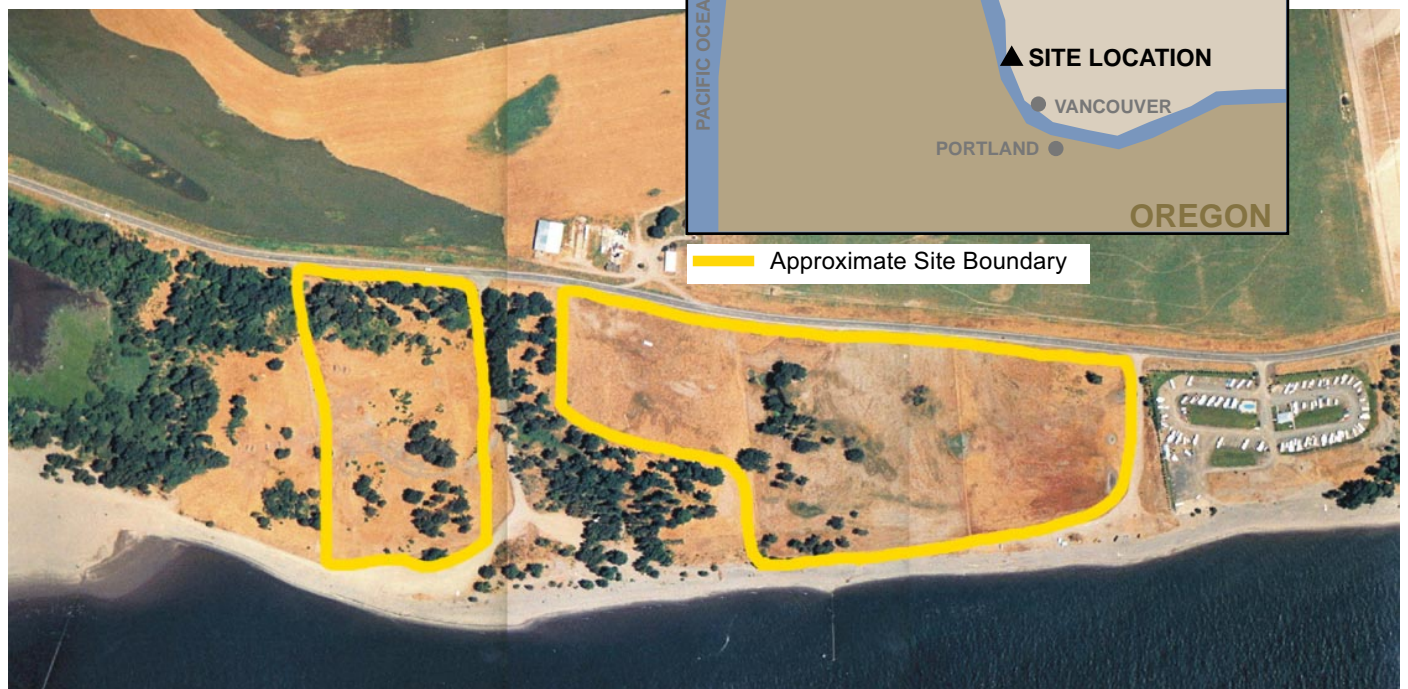 PACIFIC OCEA
SITE LOCATION
VANCOUVER
PORTLAND
OREGON
Approximate Site Boundary